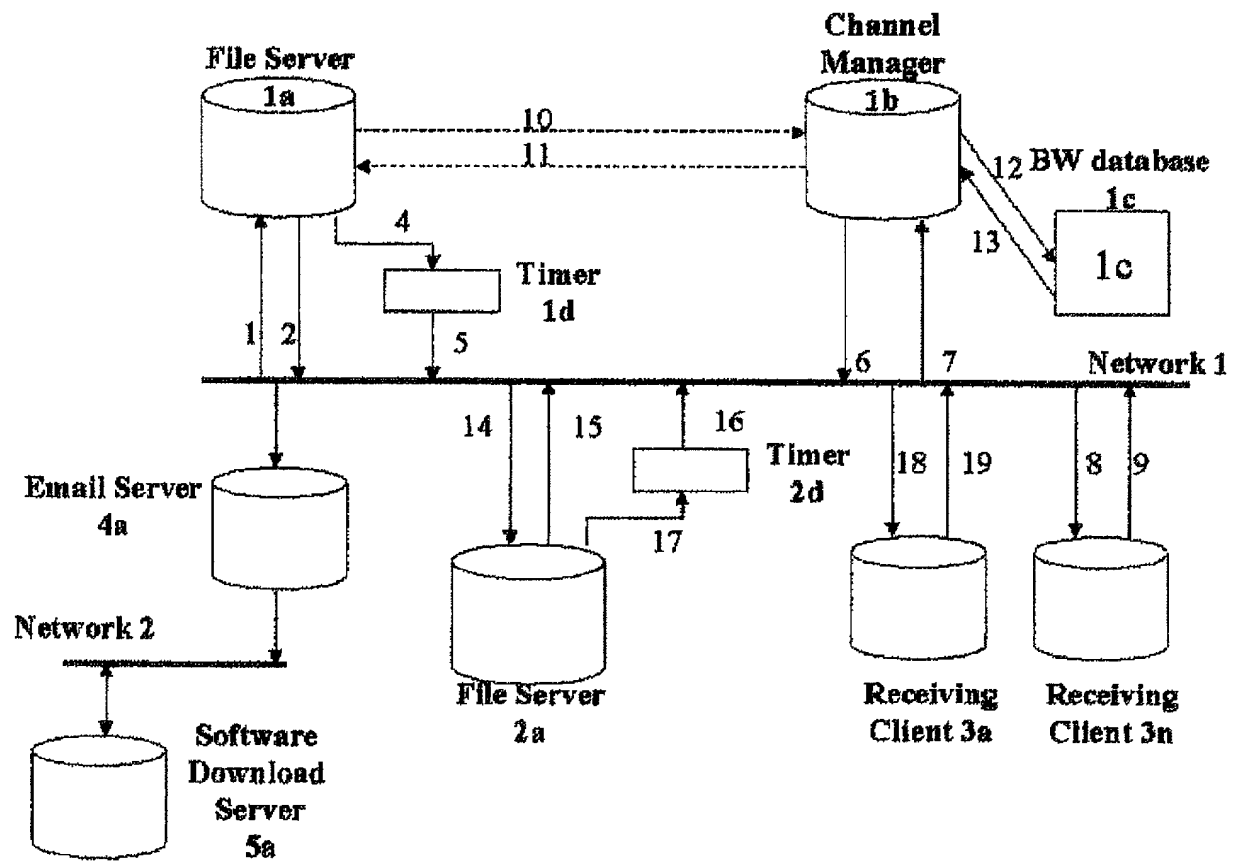 File Server
1a
Channel
Manager
1b
10
11
12
BW database
1c
13
1c
4
Timer
1d
1
2
5
6
7
Network 1
14
15
16
Timer
2d
18
19
8
9
Email Server
4a
17
Network 2
File Server
2a
Receiving
Client 3a
Receiving
Client 3n
Software
Download
Server
5a